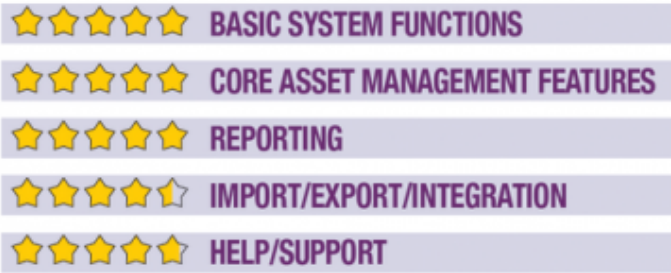 BASIC SYSTEM FUNCTIONS
CORE ASSET MANAGEMENT FEATURES
REPORTING
IMPORT/EXPORT/INTEGRATION
HELP/SUPPORT